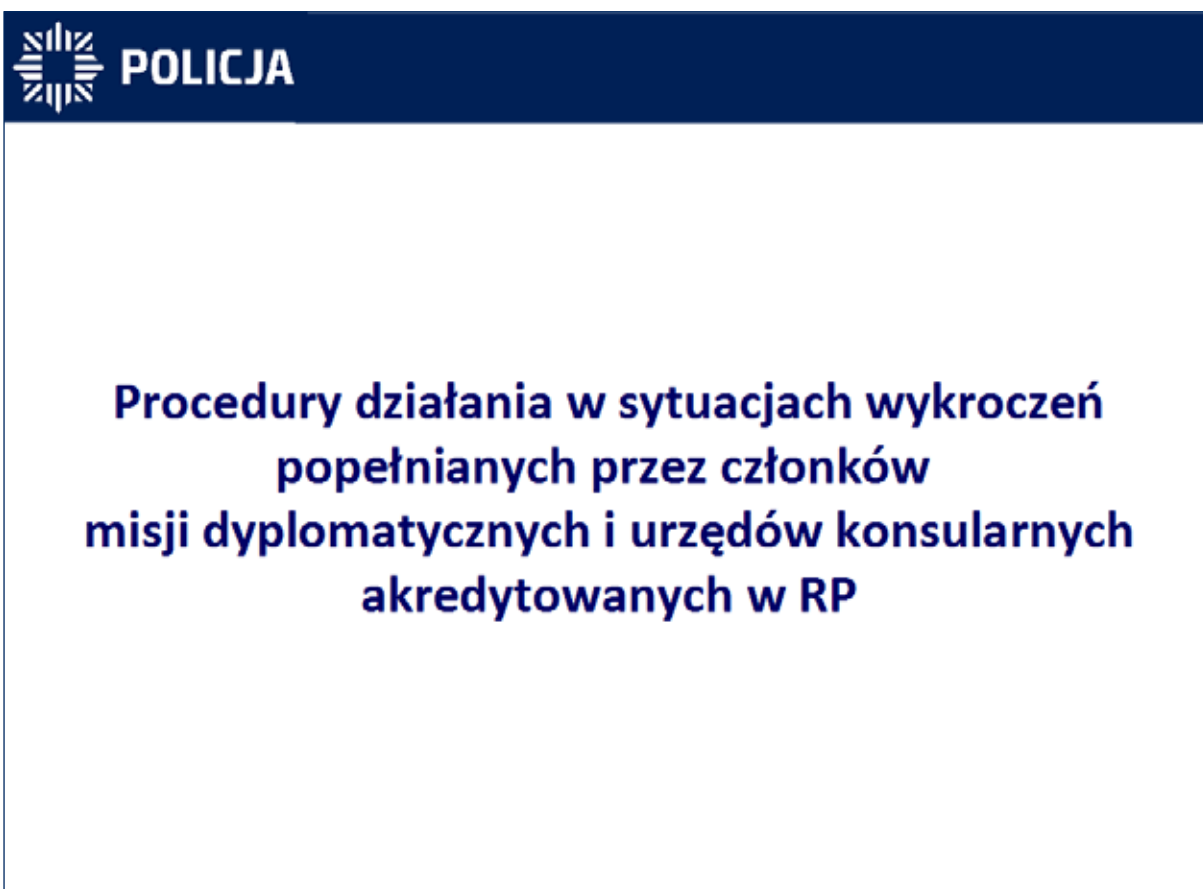 POLICJA
Procedury działania w sytuacjach wykroczeń
popełnianych przez członków
misji dyplomatycznych i urzędów konsularnych
akredytowanych w RP